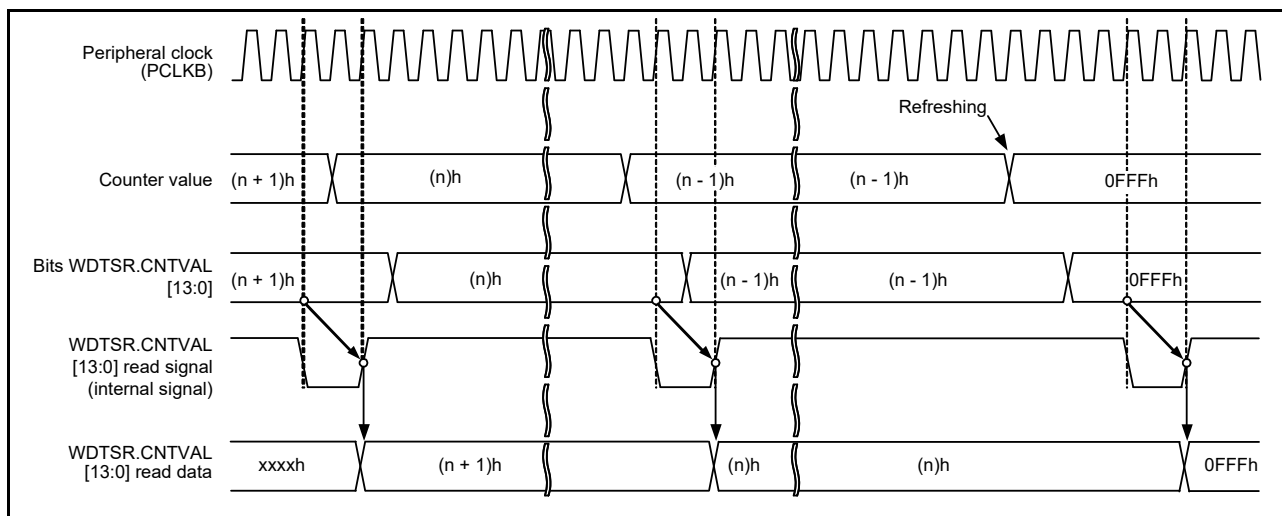 Peripheral clock
(PCLKB)
Refreshing
Counter value
(n + 1)h
(n)h
(n - 1)h
(n - 1)h
0FFFh
Bits WDTSR.CNTVAL
[13:0]
(n + 1)h
(n)h
(n - 1)h
(n - 1)h
0FFFh
WDTSR.CNTVAL
[13:0] read signal
(internal signal)
WDTSR.CNTVAL
[13:0] read data
xxxxh
(n + 1)h
(n)h
(n)h
0FFFh